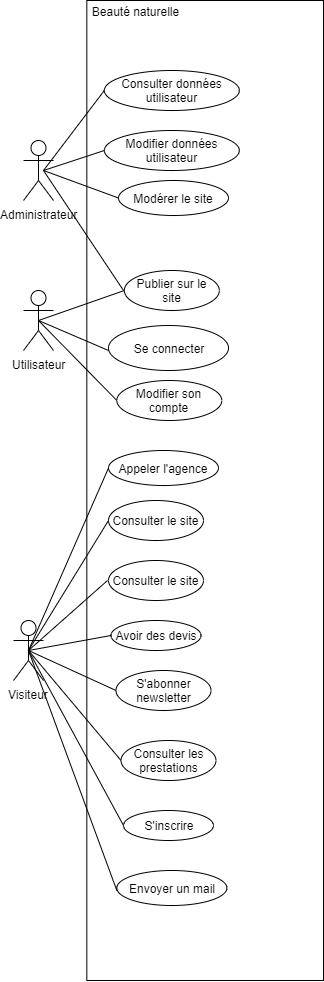 Beauté naturelle
Consulter données
utilisateur
Modifier données
utilisateur
Modérer le site
Administrateur
Publier sur le
site
Se connecter
Utilisateur
Modifier son
compte
Appeler l'agence
Consulter le site
Consulter le site
Avoir des devis
Visiteur
S'abonner
newsletter
Consulter les
prestations
S'inscrire
Envoyer un mail